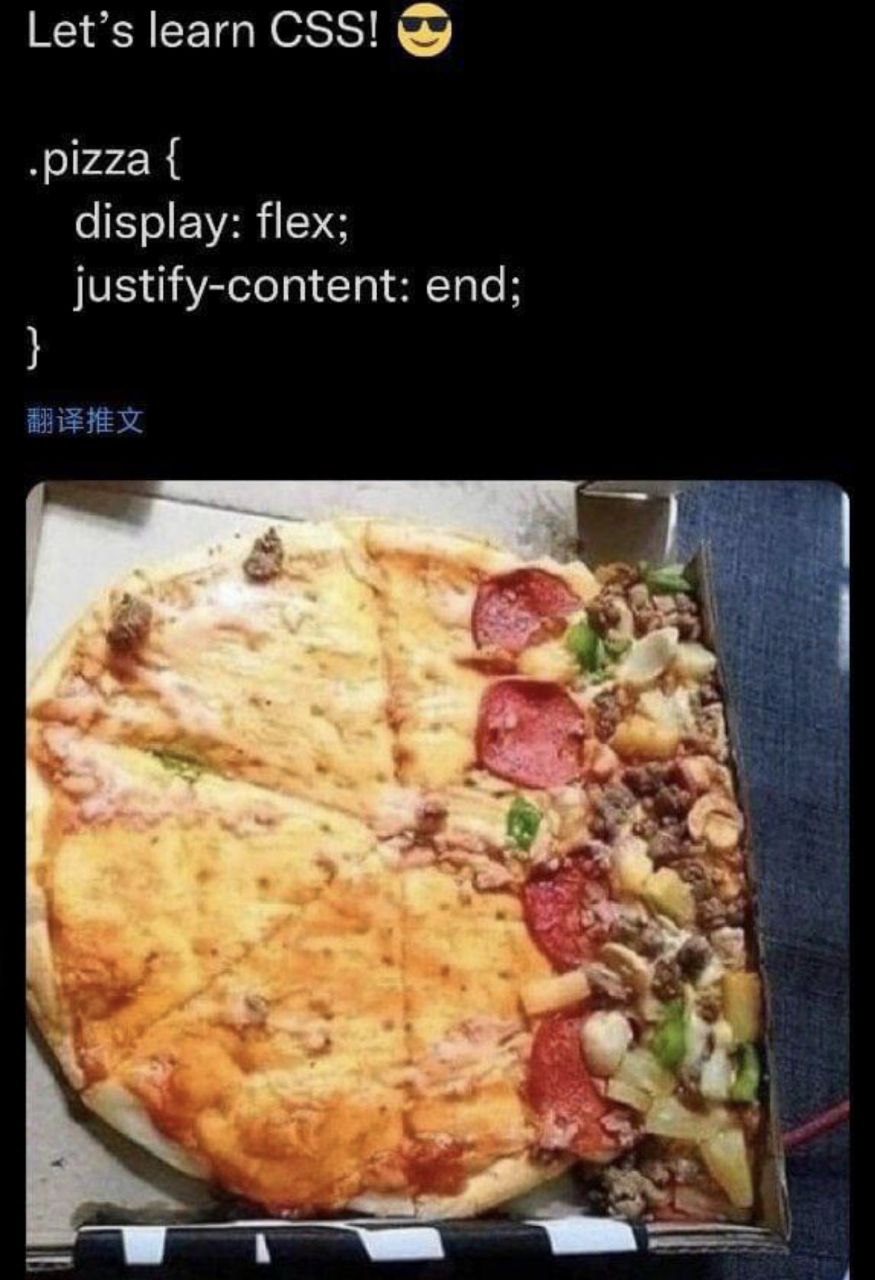 Let’s learn CSS! 😎
.pizza {
display: flex;
justify-content: end;
}
翻译推文